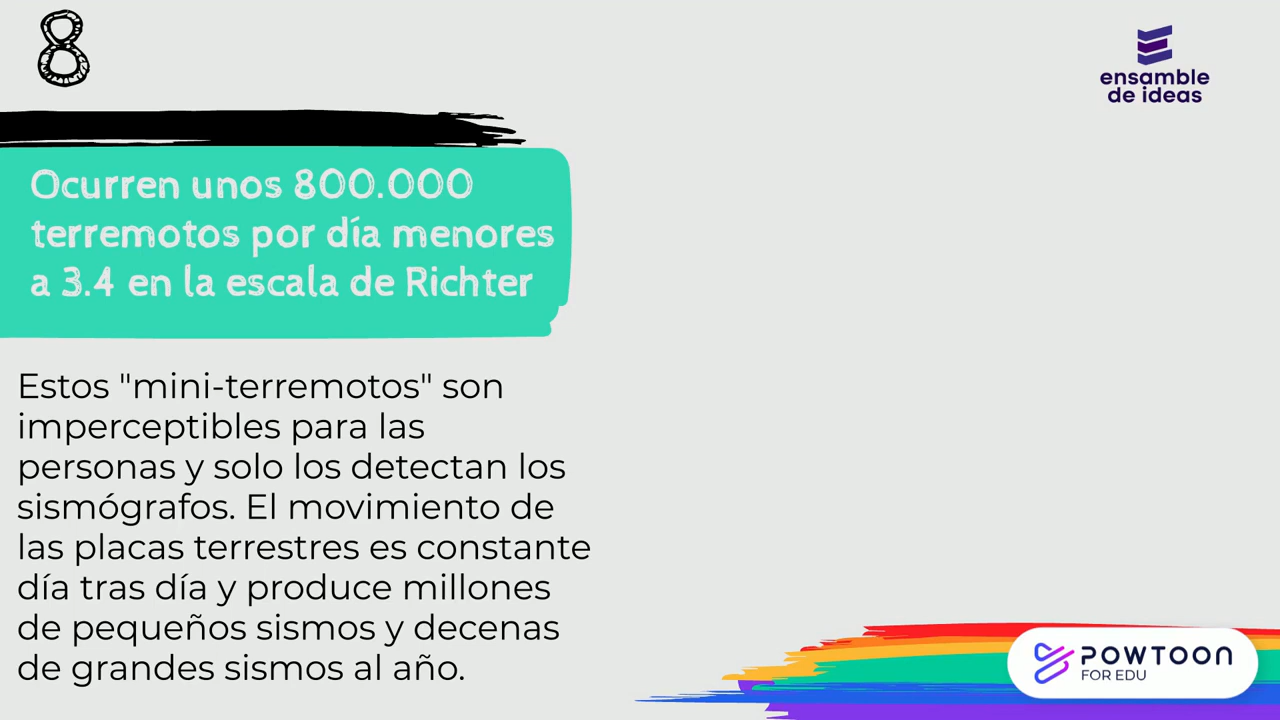 8
ensamble
de ideas
Ocurren unos 800.000
terremotos por día menores
a 3.4 en la escala de Richter
Estos "mini-terremotos" son
imperceptibles para las
personas y solo los detectan los
sismógrafos. El movimiento de
las placas terrestres es constante
día tras día y produce millones
de pequeños sismos y decenas
de grandes sismos al año.
POWTOON
FOR EDU